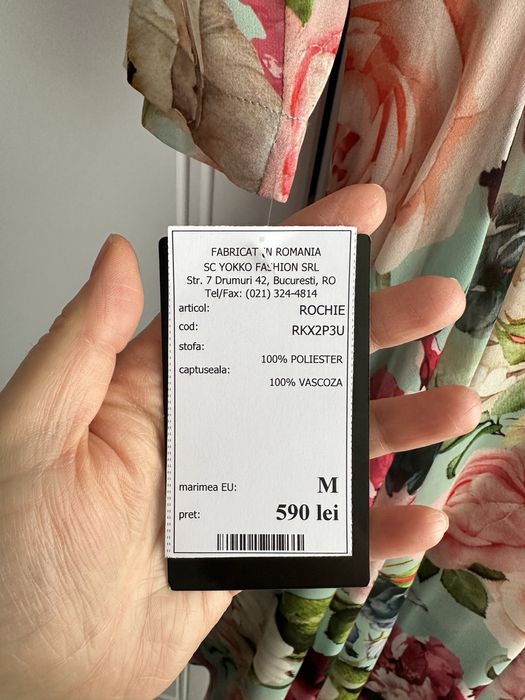 FABRICAT IN ROMANIA
SC YOKKO FASHION SRL
Str. 7 Drumuri 42, Bucuresti, RO
Tel/Fax: (021) 324-4814
articol: ROCHIE
cod: RKX2P3U
stofa: 100% POLIESTER
captuseala: 100% VASCOZA
marimea EU: M
pret: 590 lei